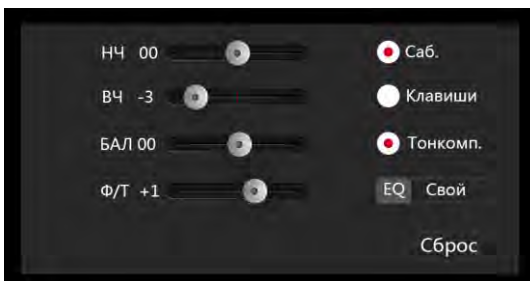 НЧ 00 Саб.
ВЧ -3 Клавиши
БАЛ 00 Тонкомп.
Ф/Т +1 EQ Свой
Сброс